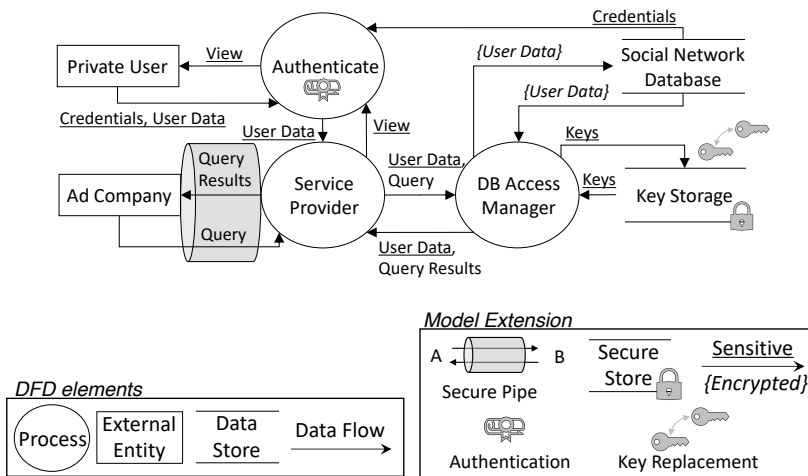 Credentials
View
Authenticate
{User Data}
Social Network
Database
Private User
{User Data}
Credentials, User Data
User Data
View
Keys
Query
Results
User Data,
Query
Keys
Ad Company
Service
Provider
DB Access
Manager
Key Storage
Query
User Data,
Query Results
Model Extension
A
B
Secure
Store
Sensitive
{Encrypted}
Secure Pipe
Authentication
Key Replacement
DFD elements
Process
External
Entity
Data
Store
Data Flow